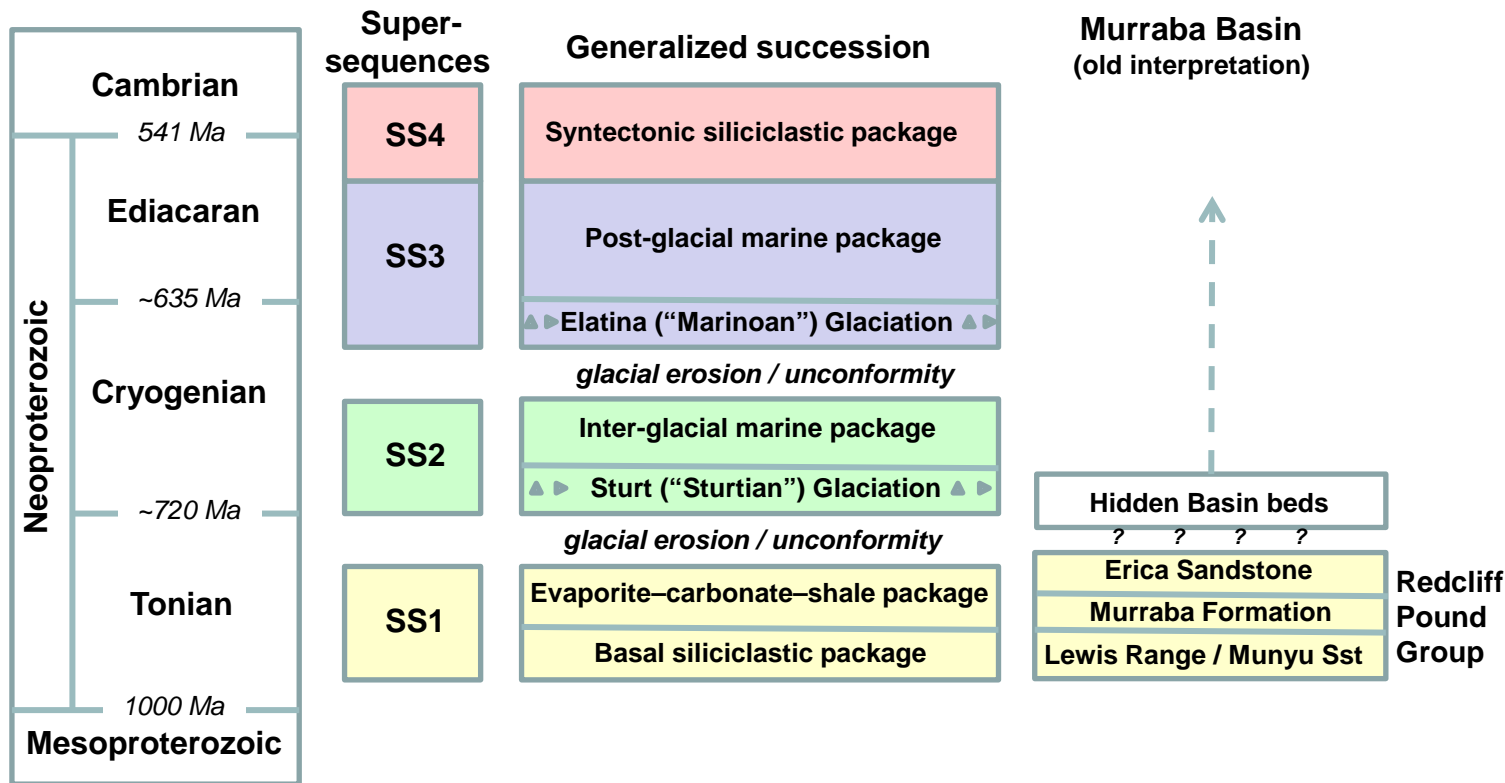 Cambrian
541 Ma
Ediacaran
~635 Ma
Cryogenian
~720 Ma
Tonian
1000 Ma
Mesoproterozoic
Neoproterozoic
Super-
sequences
SS4
SS3
SS2
SS1
Generalized succession
Syntectonic siliciclastic package
Post-glacial marine package
Elatina (“Marinoan”) Glaciation
glacial erosion / unconformity
Inter-glacial marine package
Sturt (“Sturtian”) Glaciation
glacial erosion / unconformity
Evaporite–carbonate–shale package
Basal siliciclastic package
Murraba Basin
(old interpretation)
Hidden Basin beds
? ? ? ?
Erica Sandstone
Murraba Formation
Lewis Range / Munyu Sst
Redcliff
Pound
Group